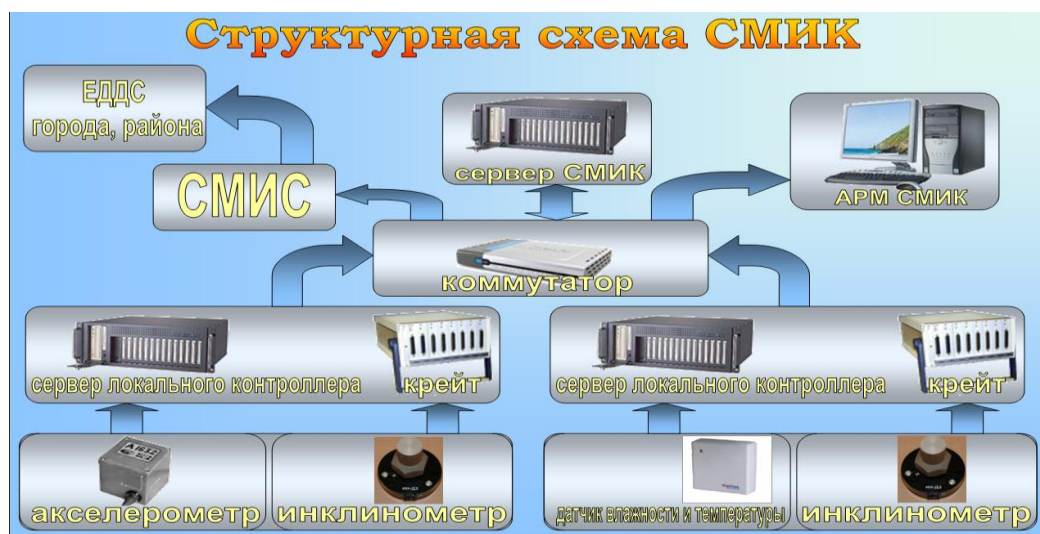 Структурная схема СМИК
ЕДДС
города, района
СМИС
сервер СМИК
АРМ СМИК
коммутатор
сервер локального контроллера
крейт
сервер локального контроллера
крейт
А1632
акселерометр
инклинометр
датчик влажности и температуры
инклинометр